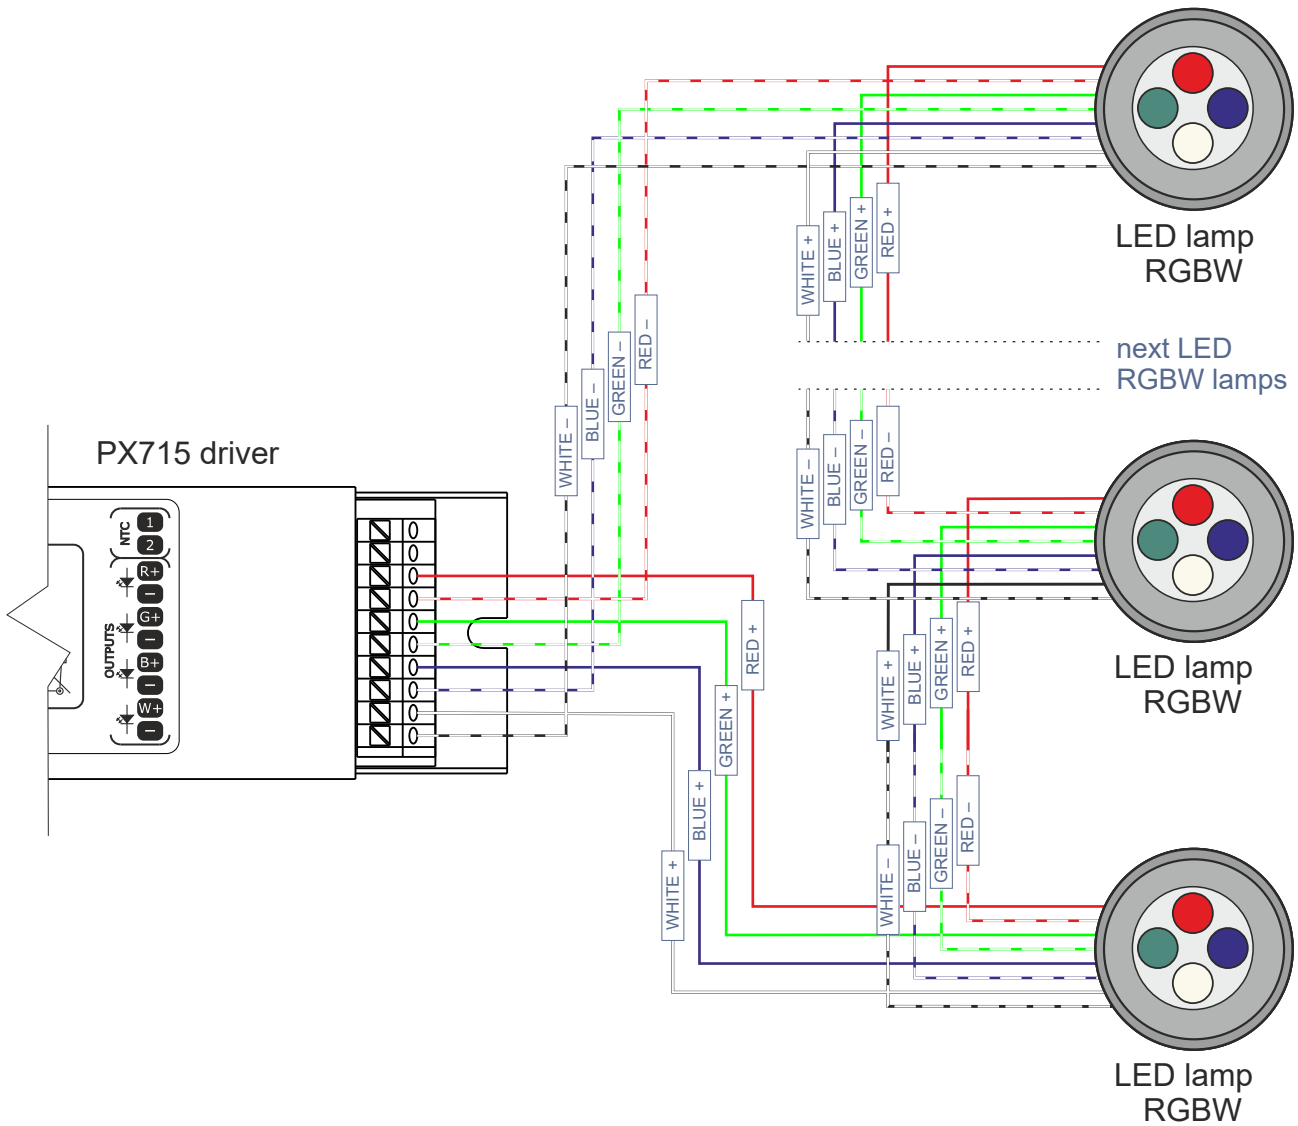 LED lamp
RGBW
WHITE +
BLUE +
GREEN +
RED +
next LED
RGBW lamps
WHITE –
BLUE –
GREEN –
RED –
PX715 driver
NTC
1
2
OUTPUTS
R+
–
G+
–
B+
–
W+
–
WHITE –
BLUE –
GREEN –
RED –
LED lamp
RGBW
RED +
GREEN +
BLUE +
WHITE +
WHITE +
BLUE +
GREEN +
RED +
WHITE –
BLUE –
GREEN –
RED –
LED lamp
RGBW